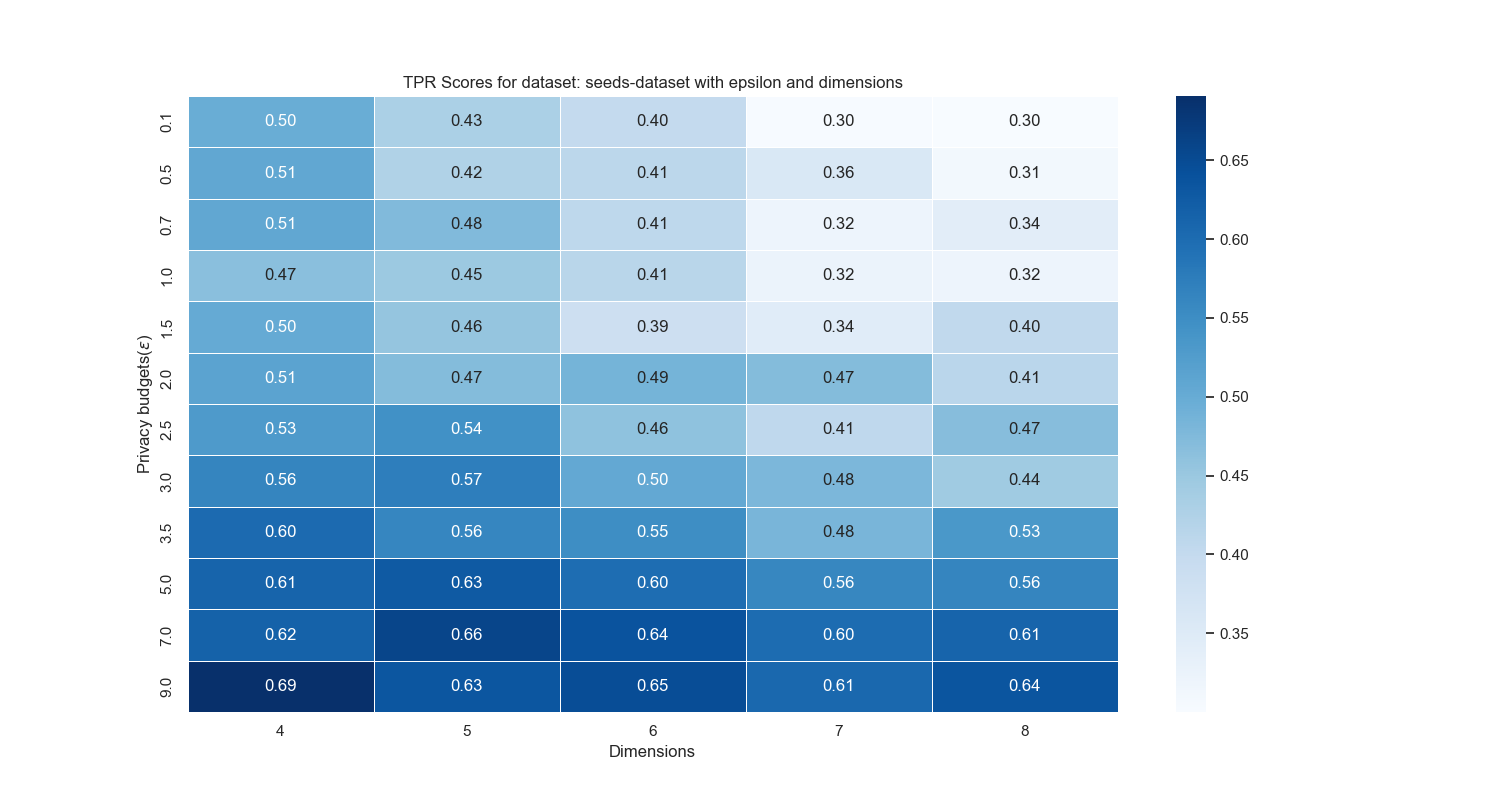 TPR Scores for dataset: seeds-dataset with epsilon and dimensions
Privacy budgets(ε)
0.1 0.50 0.43 0.40 0.30 0.30
0.5 0.51 0.42 0.41 0.36 0.31
0.7 0.51 0.48 0.41 0.32 0.34
1.0 0.47 0.45 0.41 0.32 0.32
1.5 0.50 0.46 0.39 0.34 0.40
2.0 0.51 0.47 0.49 0.47 0.41
2.5 0.53 0.54 0.46 0.41 0.47
3.0 0.56 0.57 0.50 0.48 0.44
3.5 0.60 0.56 0.55 0.48 0.53
5.0 0.61 0.63 0.60 0.56 0.56
7.0 0.62 0.66 0.64 0.60 0.61
9.0 0.69 0.63 0.65 0.61 0.64
4 5 6 7 8
Dimensions
0.65
0.60
0.55
0.50
0.45
0.40
0.35